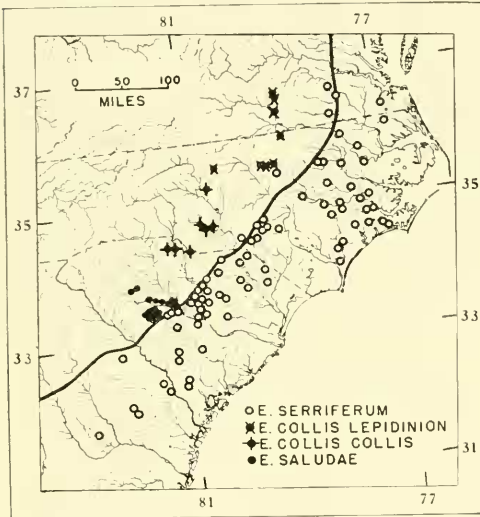 81 77
37
0 50 100
MILES
35
35
33
33
31
E. SERRIFERUM
E. COLLIS LEPIDINION
E. COLLIS COLLIS
E. SALUDAE
81 77